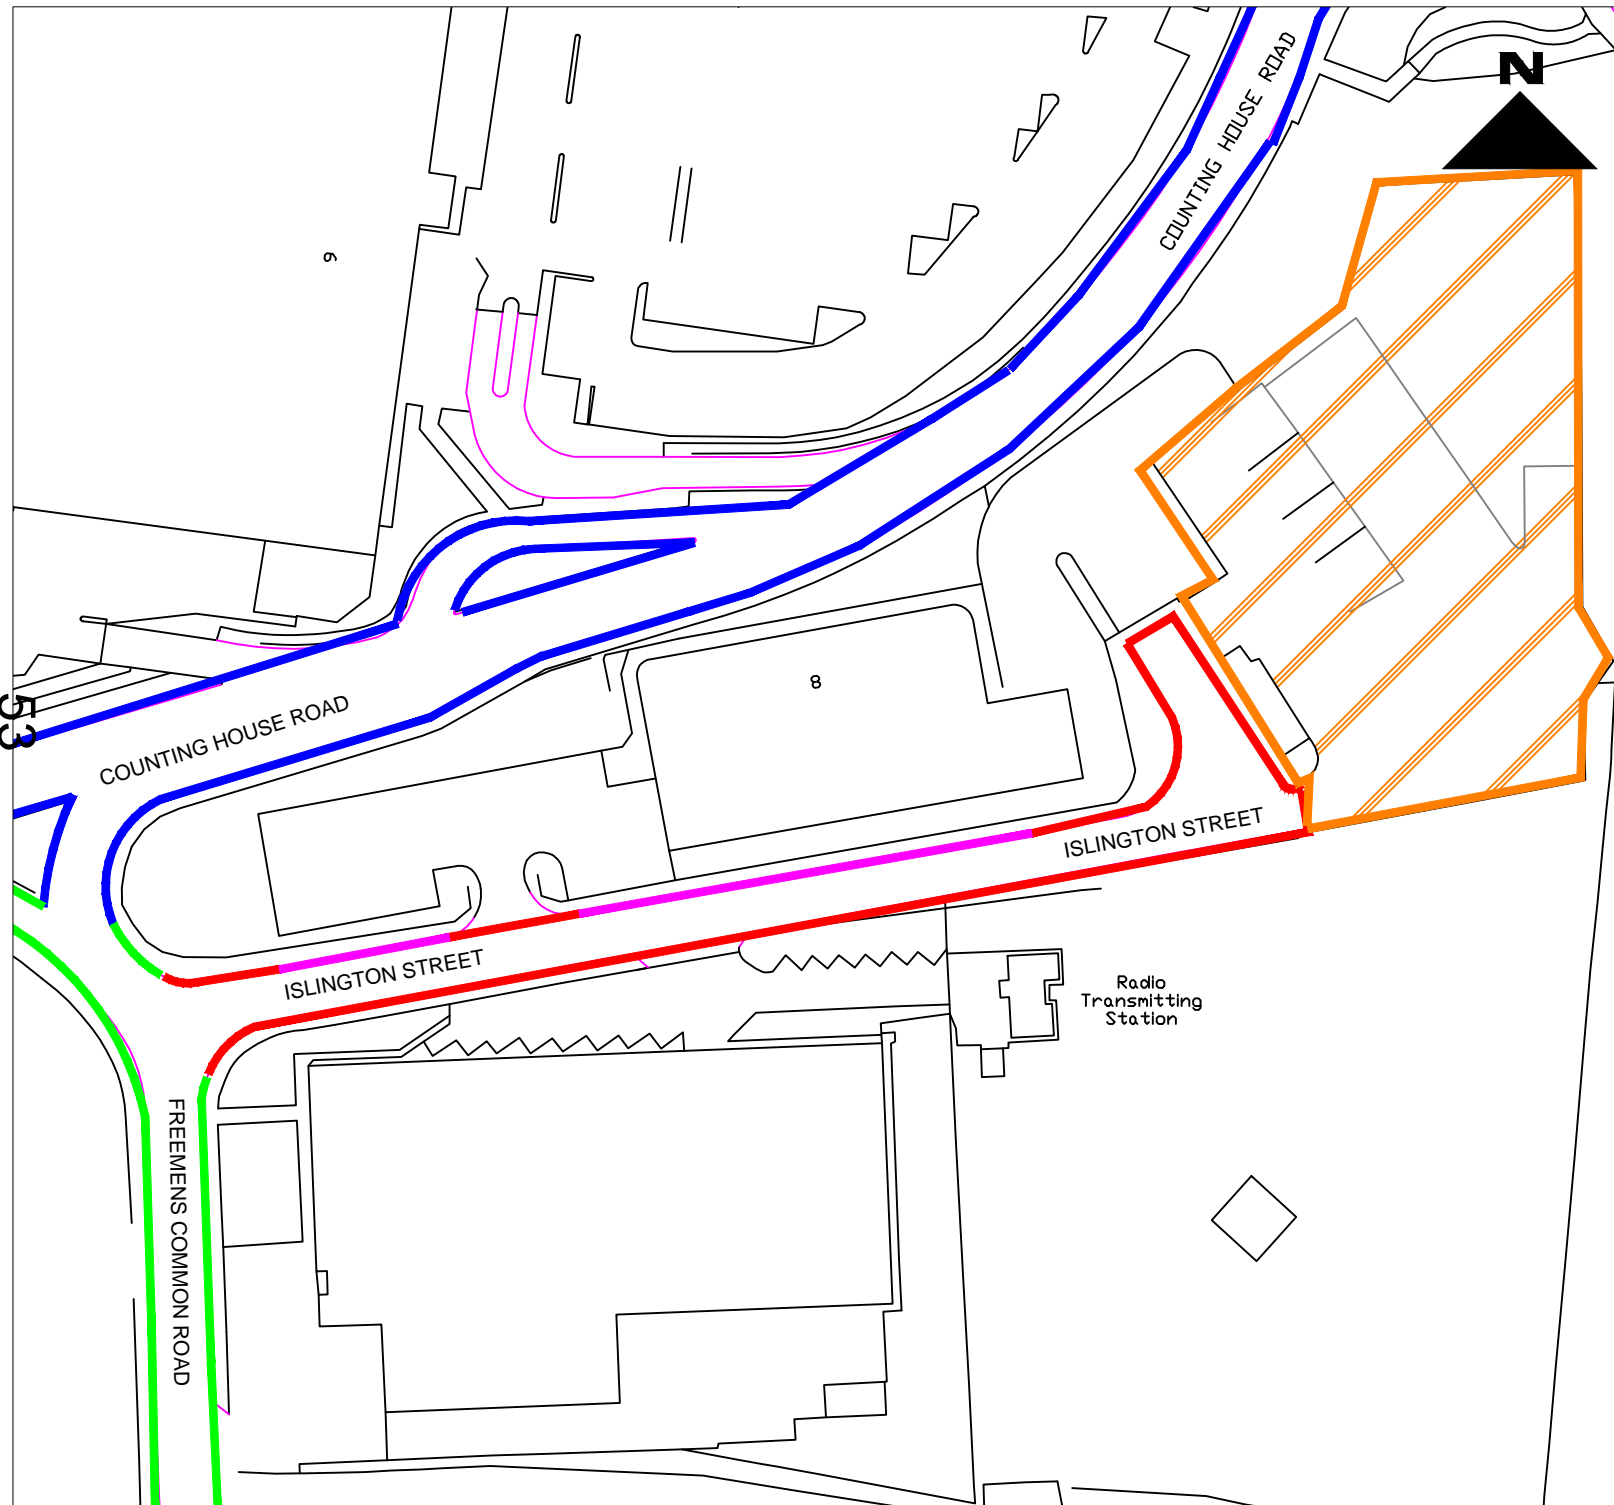 N
COUNTING HOUSE ROAD
6
8
53
COUNTING HOUSE ROAD
ISLINGTON STREET
ISLINGTON STREET
Radio
Transmitting
Station
FREEMENS COMMON ROAD